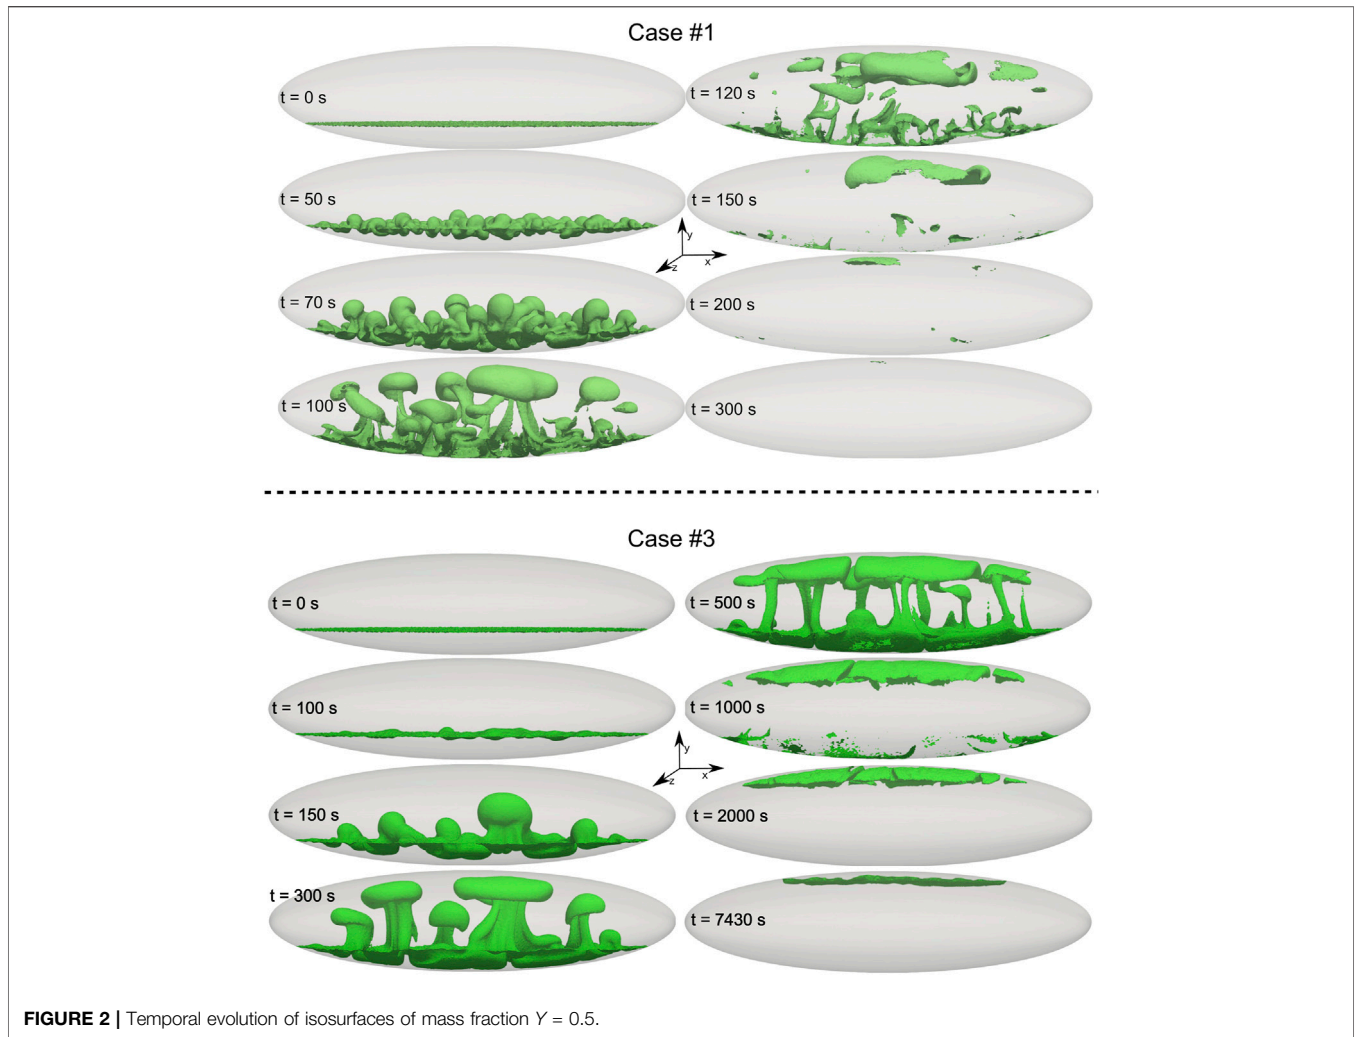 Case #1
t = 0 s
t = 50 s
t = 70 s
t = 100 s
t = 120 s
t = 150 s
t = 200 s
t = 300 s
y
z
x
Case #3
t = 0 s
t = 100 s
t = 150 s
t = 300 s
t = 500 s
t = 1000 s
t = 2000 s
t = 7430 s
y
z
x
FIGURE 2 | Temporal evolution of isosurfaces of mass fraction Y = 0.5.